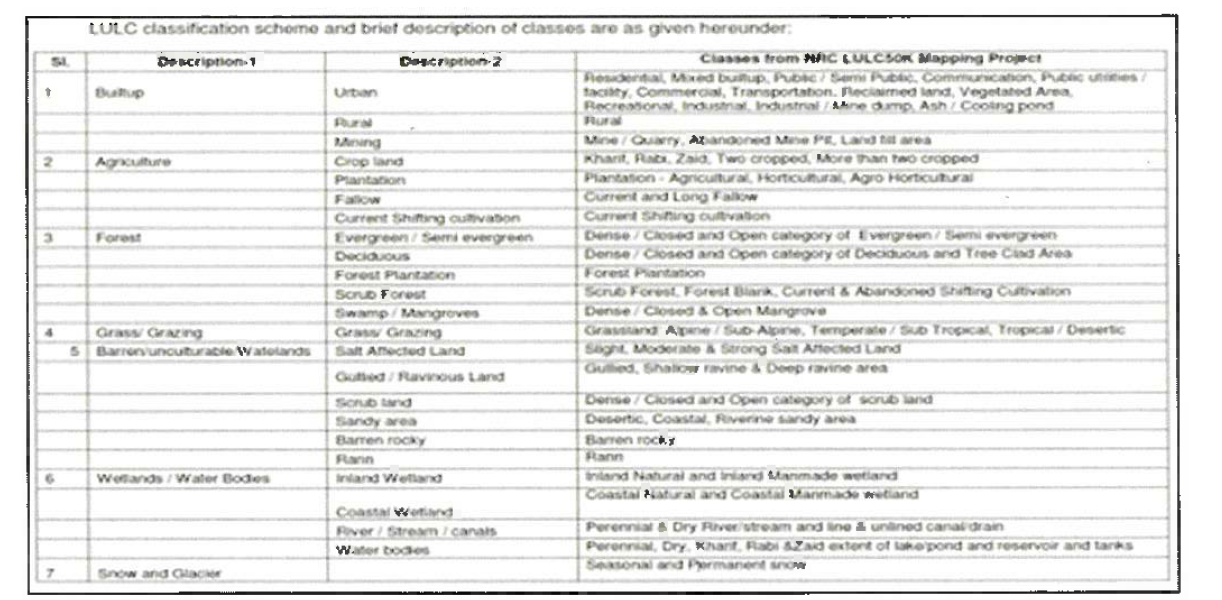 LULC classification scheme and brief description of classes are as given hereunder:
Sl. Description-1 Description-2 Classes from NRC LULC50K Mapping Project
1 Builtup Urban Residential, Mixed builtup, Public / Semi Public, Communication, Public utilities /
facility, Commercial, Transportation, Reclaimed land, Vegetated Area,
Recreational, Industrial, Industrial / Mine dump, Ash / Cooling pond
Rural Rural
Mining Mine / Quarry, Abandoned Mine Pit, Land fill area
2 Agriculture Crop land Kharif, Rabi, Zaid, Two cropped, More than two cropped
Plantation Plantation - Agricultural, Horticultural, Agro Horticultural
Fallow Current and Long Fallow
Current Shifting cultivation Current Shifting cultivation
3 Forest Evergreen / Semi evergreen Dense / Closed and Open category of Evergreen / Semi evergreen
Deciduous Dense / Closed and Open category of Deciduous and Tree Clad Area
Forest Plantation Forest Plantation
Scrub Forest Scrub Forest, Forest Blank, Current & Abandoned Shifting Cultivation
Swamp / Mangroves Dense / Closed & Open Mangrove
4 Grass/ Grazing Grass/ Grazing Grassland: Alpine / Sub-Alpine, Temperate / Sub Tropical, Tropical / Desertic
5 Barren/unculturable/Watelands Salt Affected Land Slight, Moderate & Strong Salt Affected Land
Gullied / Ravinous Land Gullied, Shallow ravine & Deep ravine area
Scrub land Dense / Closed and Open category of scrub land
Sandy area Desertic, Coastal, Riverine sandy area
Barren rocky Barren rocky
Rann Rann
6 Wetlands / Water Bodies Inland Wetland Inland Natural and Inland Manmade wetland
Coastal Wetland Coastal Natural and Coastal Manmade wetland
River / Stream / canals Perennial & Dry River/stream and line & unlined canal/drain
Water bodies Perennial, Dry, Kharif, Rabi &Zaid extent of lake/pond and reservoir and tanks
7 Snow and Glacier Seasonal and Permanent snow